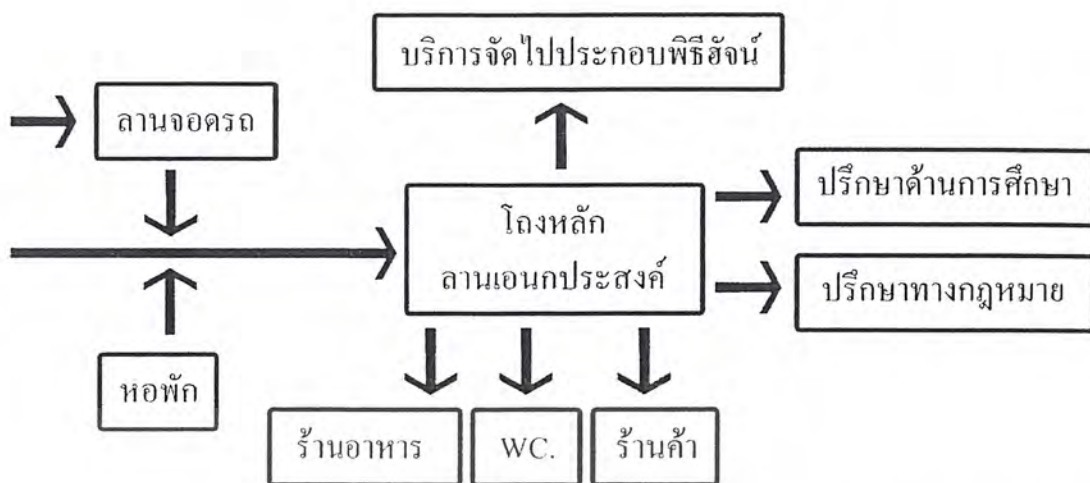 บริการจัดไปประกอบพิธีฮัจน์
ลานจอดรถ
ปรึกษาด้านการศึกษา
โถงหลัก
ลานเอนกประสงค์
ปรึกษาทางกฎหมาย
หอพัก
ร้านอาหาร
WC.
ร้านค้า